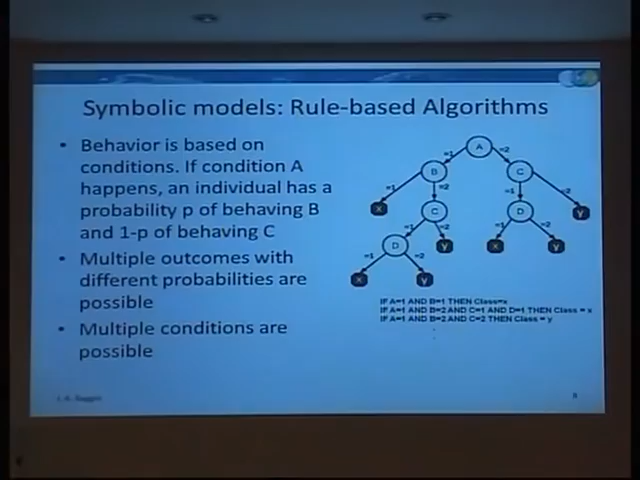 Symbolic models: Rule-based Algorithms
• Behavior is based on
conditions. If condition A
happens, an individual has a
probability p of behaving B
and 1-p of behaving C
• Multiple outcomes with
different probabilities are
possible
• Multiple conditions are
possible
A
=1 =2
B C
=1 =2 =1 =2
x C D y
=1 =2 =1 =2
D y x y
=1 =2
x y
IF A=1 AND B=1 THEN Class=x
IF A=1 AND B=2 AND C=1 AND D=1 THEN Class = x
IF A=1 AND B=2 AND C=2 THEN Class = y